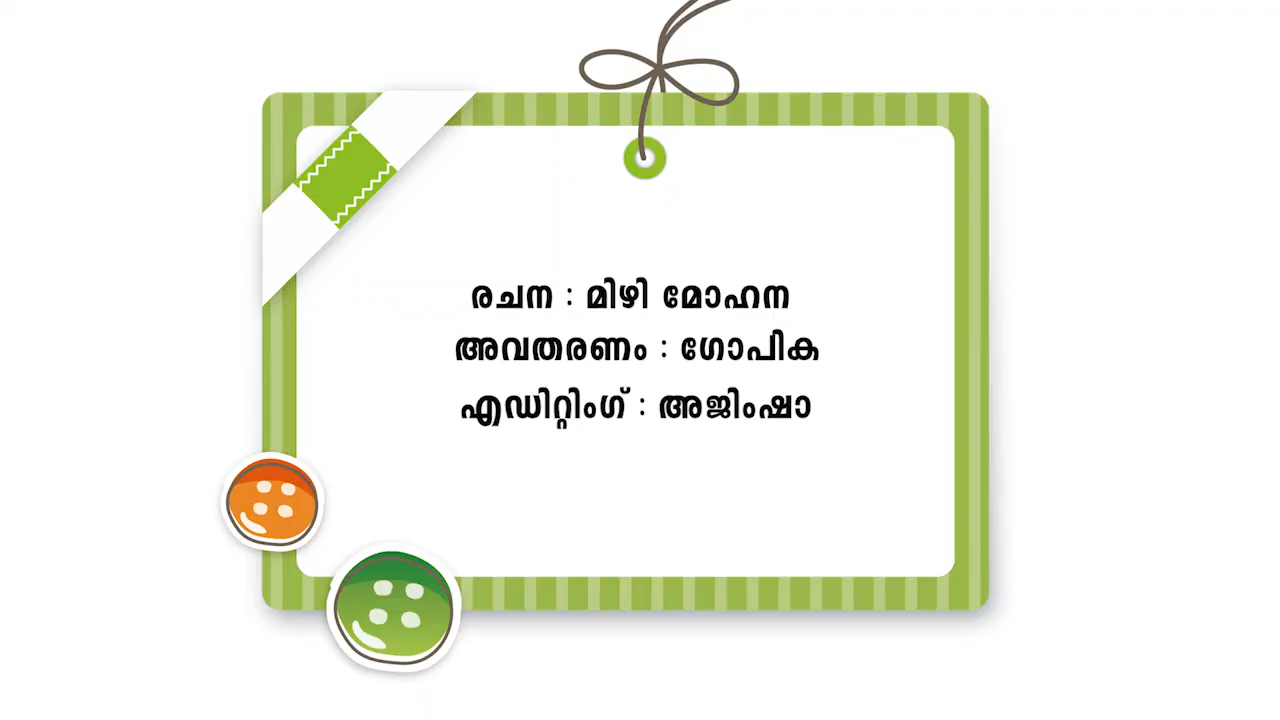 രചന : മിഴി മോഹന
അവതരണം : ഗോപിക
എഡിറ്റിംഗ് : അജിംഷാ